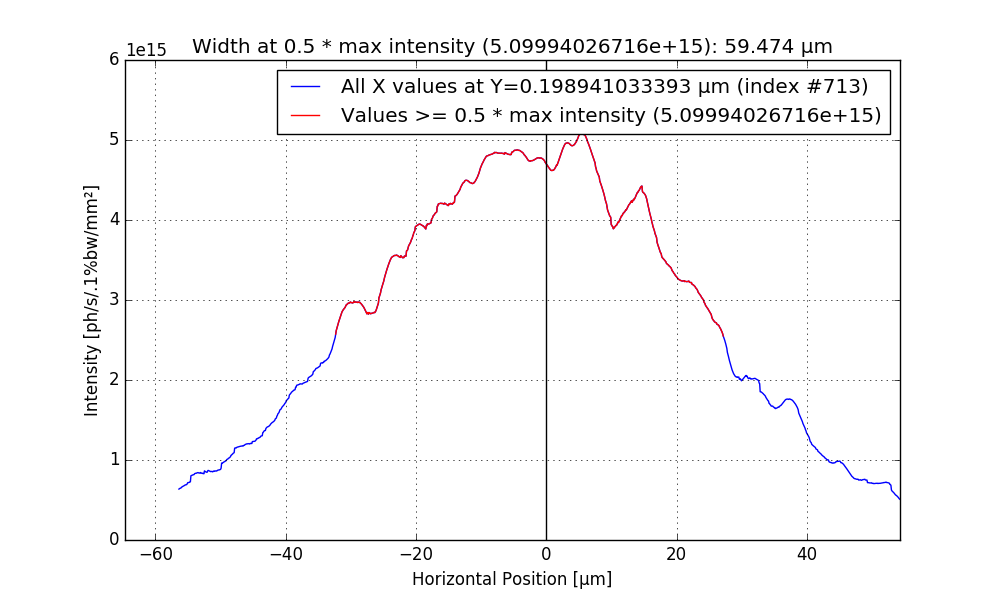 Width at 0.5 * max intensity (5.09994026716e+15): 59.474 µm
1e15
All X values at Y=0.198941033393 µm (index #713)
Values >= 0.5 * max intensity (5.09994026716e+15)
6
5
4
3
2
1
0
Intensity [ph/s/.1%bw/mm²]
−60 −40 −20 0 20 40
Horizontal Position [µm]